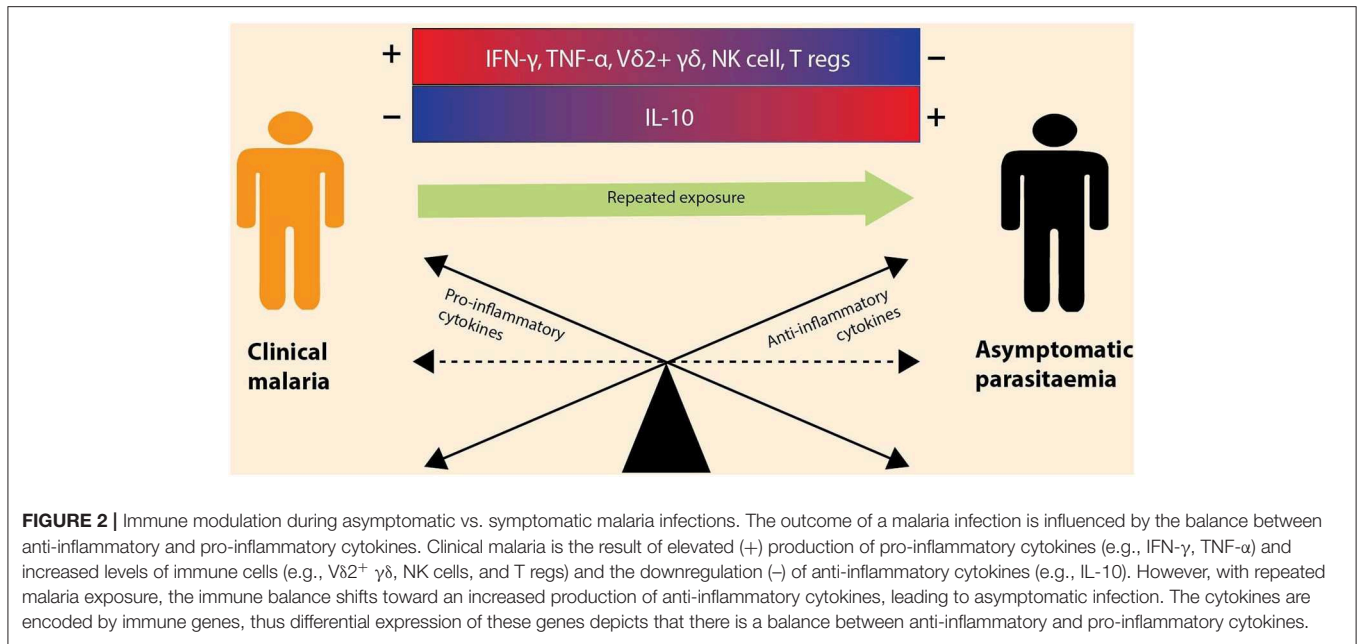 + IFN-γ, TNF-α, Vδ2+ γδ, NK cell, T regs –
– IL-10 +
Repeated exposure
Pro-inflammatory
cytokines
Anti-inflammatory
cytokines
Clinical
malaria
Asymptomatic
parasitaemia
FIGURE 2 | Immune modulation during asymptomatic vs. symptomatic malaria infections. The outcome of a malaria infection is influenced by the balance between
anti-inflammatory and pro-inflammatory cytokines. Clinical malaria is the result of elevated (+) production of pro-inflammatory cytokines (e.g., IFN-γ, TNF-α) and
increased levels of immune cells (e.g., Vδ2⁺ γδ, NK cells, and T regs) and the downregulation (–) of anti-inflammatory cytokines (e.g., IL-10). However, with repeated
malaria exposure, the immune balance shifts toward an increased production of anti-inflammatory cytokines, leading to asymptomatic infection. The cytokines are
encoded by immune genes, thus differential expression of these genes depicts that there is a balance between anti-inflammatory and pro-inflammatory cytokines.